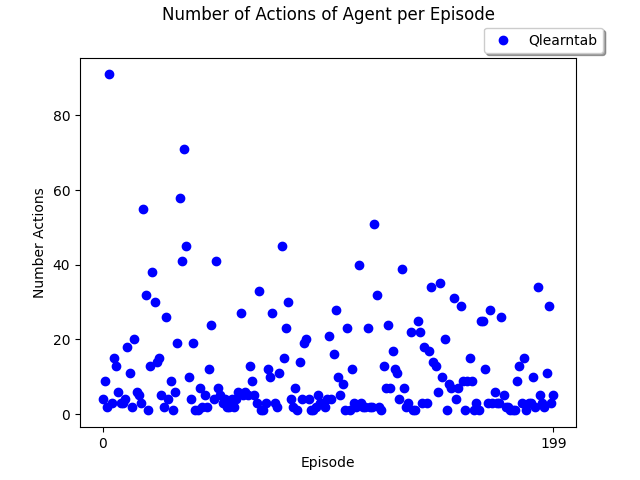 Number of Actions of Agent per Episode
Qlearntab
80
60
40
20
0
Number Actions
0
199
Episode